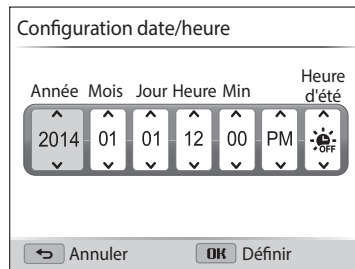 Configuration date/heure
Année Mois Jour Heure Min Heure d'été
2014 01 01 12 00 PM OFF
Annuler OK Définir